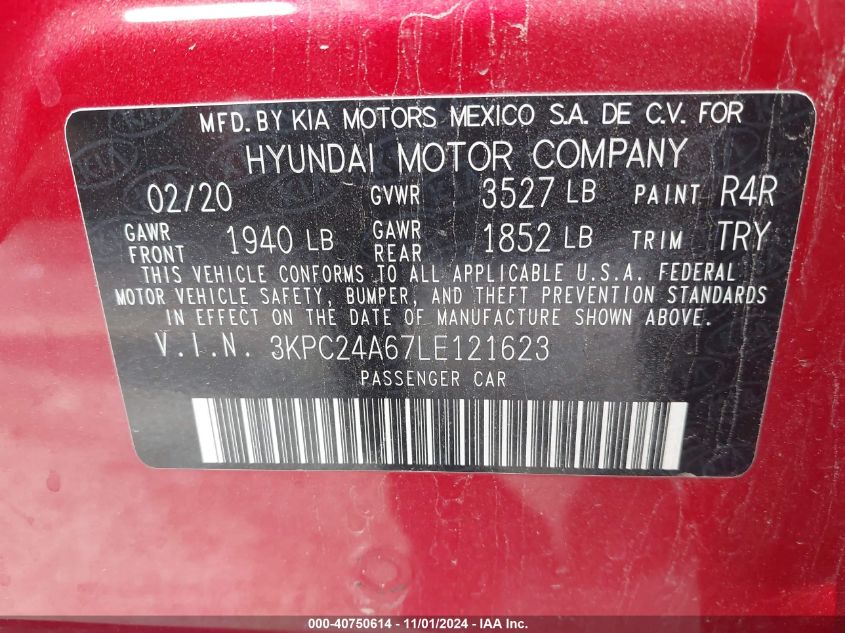 MFD. BY KIA MOTORS MEXICO S.A. DE C.V. FOR
HYUNDAI MOTOR COMPANY
02/20 GVWR 3527 LB PAINT R4R
GAWR FRONT 1940 LB GAWR REAR 1852 LB TRIM TRY
THIS VEHICLE CONFORMS TO ALL APPLICABLE U.S.A. FEDERAL
MOTOR VEHICLE SAFETY, BUMPER, AND THEFT PREVENTION STANDARDS
IN EFFECT ON THE DATE OF MANUFACTURE SHOWN ABOVE.
V.I.N. 3KPC24A67LE121623
PASSENGER CAR
000-40750614 - 11/01/2024 - IAAI.COM